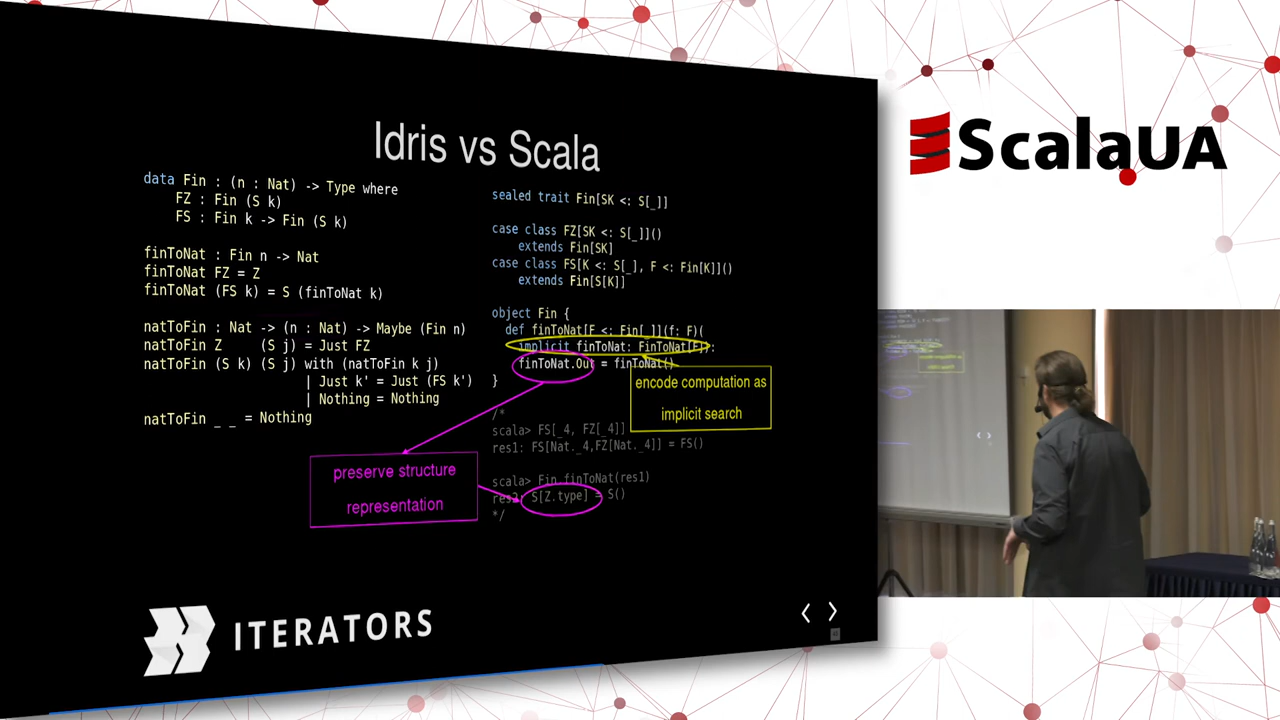 Idris vs Scala
data Fin : (n : Nat) -> Type where
FZ : Fin (S k)
FS : Fin k -> Fin (S k)
finToNat : Fin n -> Nat
finToNat FZ = Z
finToNat (FS k) = S (finToNat k)
natToFin : Nat -> (n : Nat) -> Maybe (Fin n)
natToFin Z (S j) = Just FZ
natToFin (S k) (S j) with (natToFin k j)
| Just k' = Just (FS k')
| Nothing = Nothing
natToFin _ _ = Nothing
sealed trait Fin[SK <: S[_]]
case class FZ[SK <: S[_]]()
extends Fin[SK]
case class FS[K <: S[_], F <: Fin[K]]()
extends Fin[S[K]]
object Fin {
def finToNat[F <: Fin[_]](f: F)(
implicit finToNat: FinToNat[F]):
finToNat.Out = finToNat()
}
/*
scala> FS[_4, FZ[_4]]
res1: FS[Nat._4,FZ[Nat._4]] = FS()
scala> Fin.finToNat(res1)
res2: S[Z.type] = S()
*/
encode computation as
implicit search
preserve structure
representation
ITERATORS
< >
ScalaUA